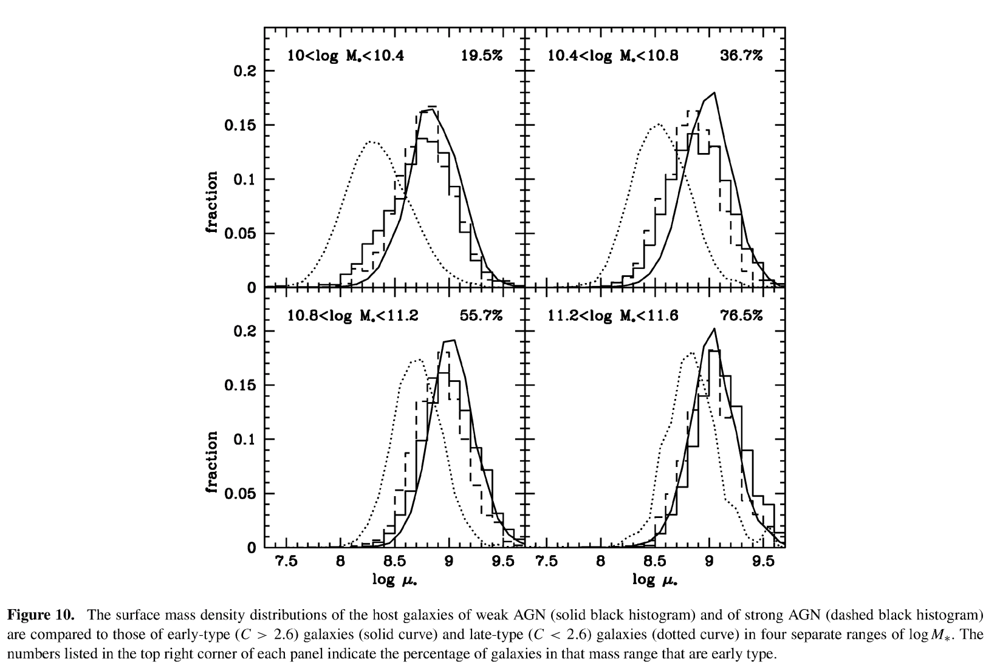 10<log M*<10.4 19.5%
10.4<log M*<10.8 36.7%
0.2
0.15
0.1
0.05
0
fraction
10.8<log M*<11.2 55.7%
11.2<log M*<11.6 76.5%
0.2
0.15
0.1
0.05
0
fraction
7.5 8 8.5 9 9.5 7.5 8 8.5 9 9.5
log μ* log μ*
Figure 10. The surface mass density distributions of the host galaxies of weak AGN (solid black histogram) and of strong AGN (dashed black histogram)
are compared to those of early-type (C > 2.6) galaxies (solid curve) and late-type (C < 2.6) galaxies (dotted curve) in four separate ranges of log M*. The
numbers listed in the top right corner of each panel indicate the percentage of galaxies in that mass range that are early type.